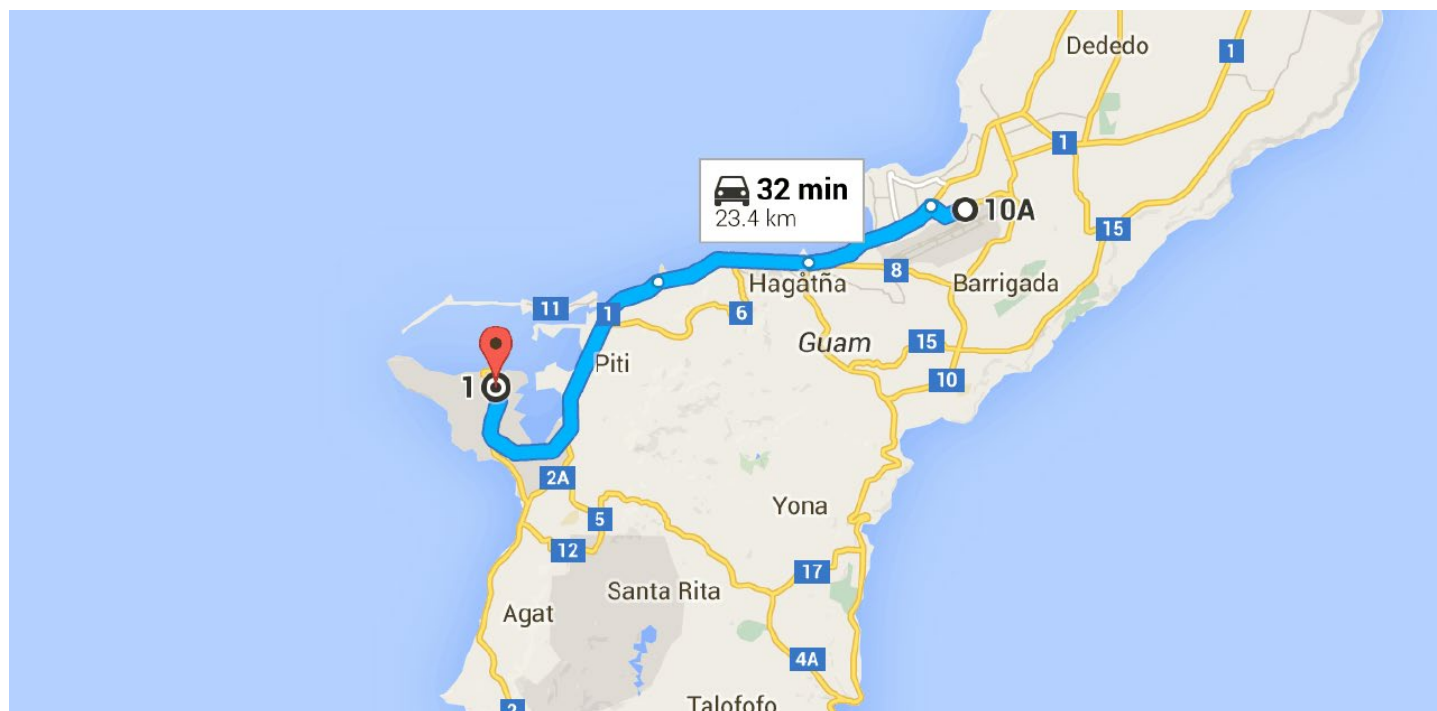 Dededo
1
1
32 min
23.4 km
10A
15
8
Hagåtña
Barrigada
11
1
6
Guam
15
Piti
10
1
2A
Yona
5
12
17
Santa Rita
Agat
4A
2
Talofofo